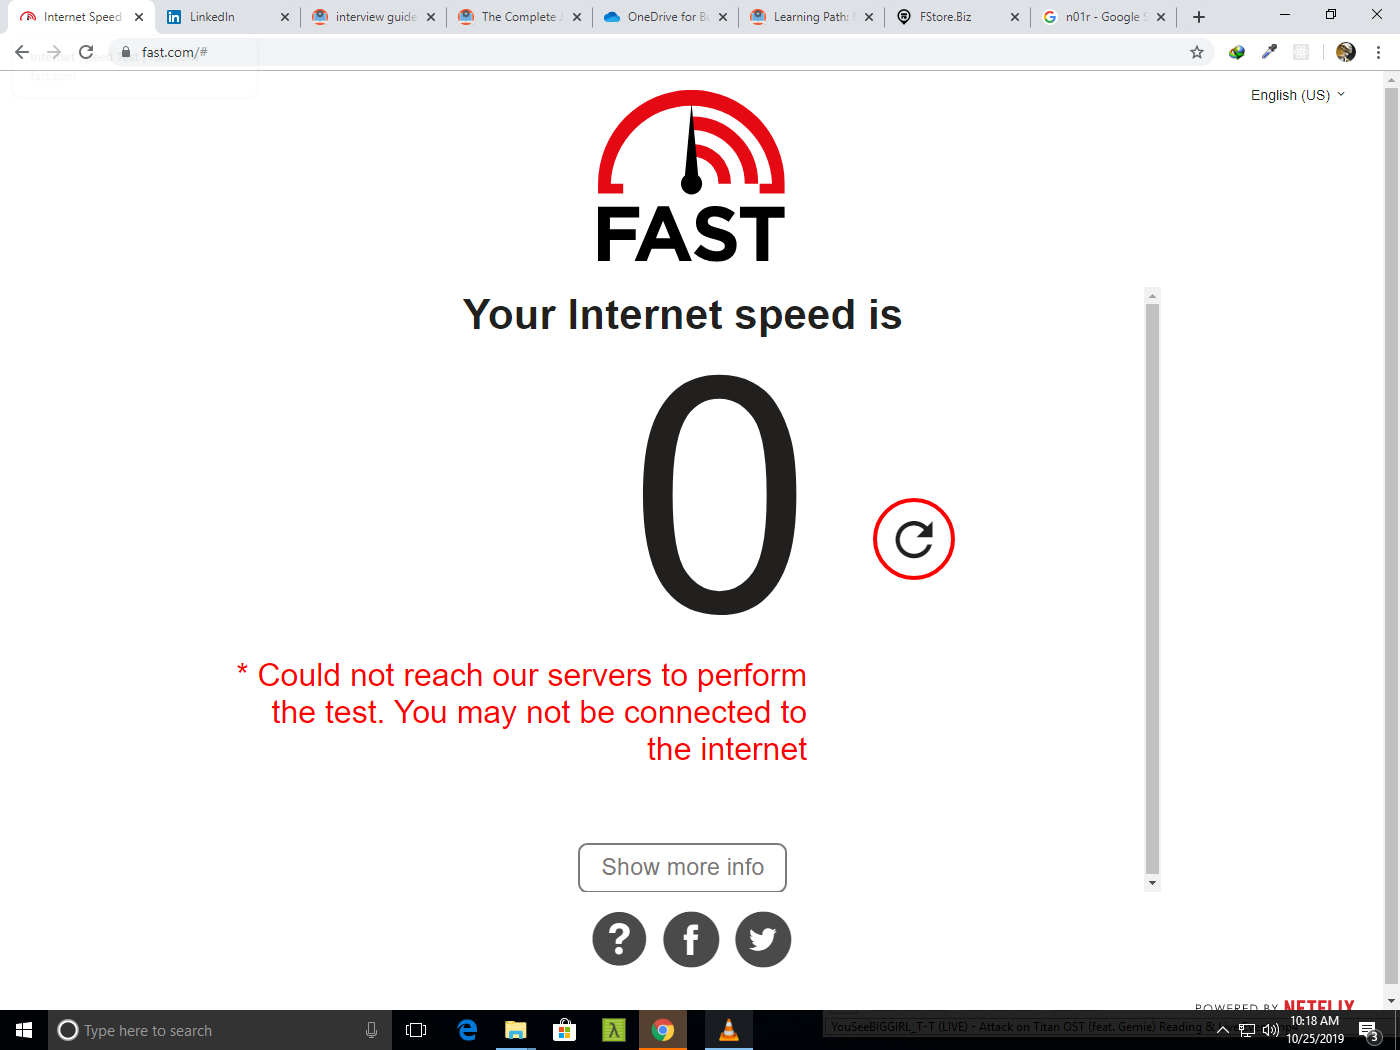 Internet Speed
LinkedIn
interview guide
The Complete
OneDrive for Bu
Learning Path:
FStore.Biz
n01r - Google S
fast.com/#
fast.com
English (US)
FAST
Your Internet speed is
0
* Could not reach our servers to perform
the test. You may not be connected to
the internet
Show more info
POWERED BY NETFLIX
Type here to search
YouSeeBIGGIRL_T-T (LIVE) - Attack on Titan OST (feat. Gemie) Reading &
10:18 AM
10/25/2019
3